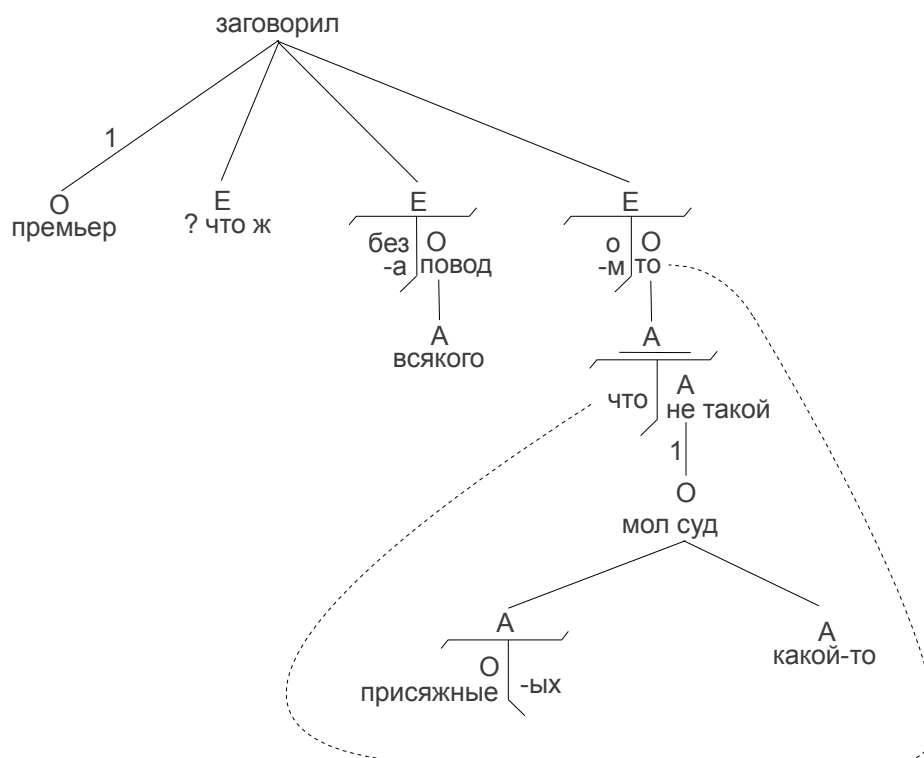 заговорил
1
О Е Е Е
премьер ? что ж
без О о О
-а повод -м то
А А
всякого
А
что не такой
1
О
мол суд
А А
какой-то
О
присяжные -ых